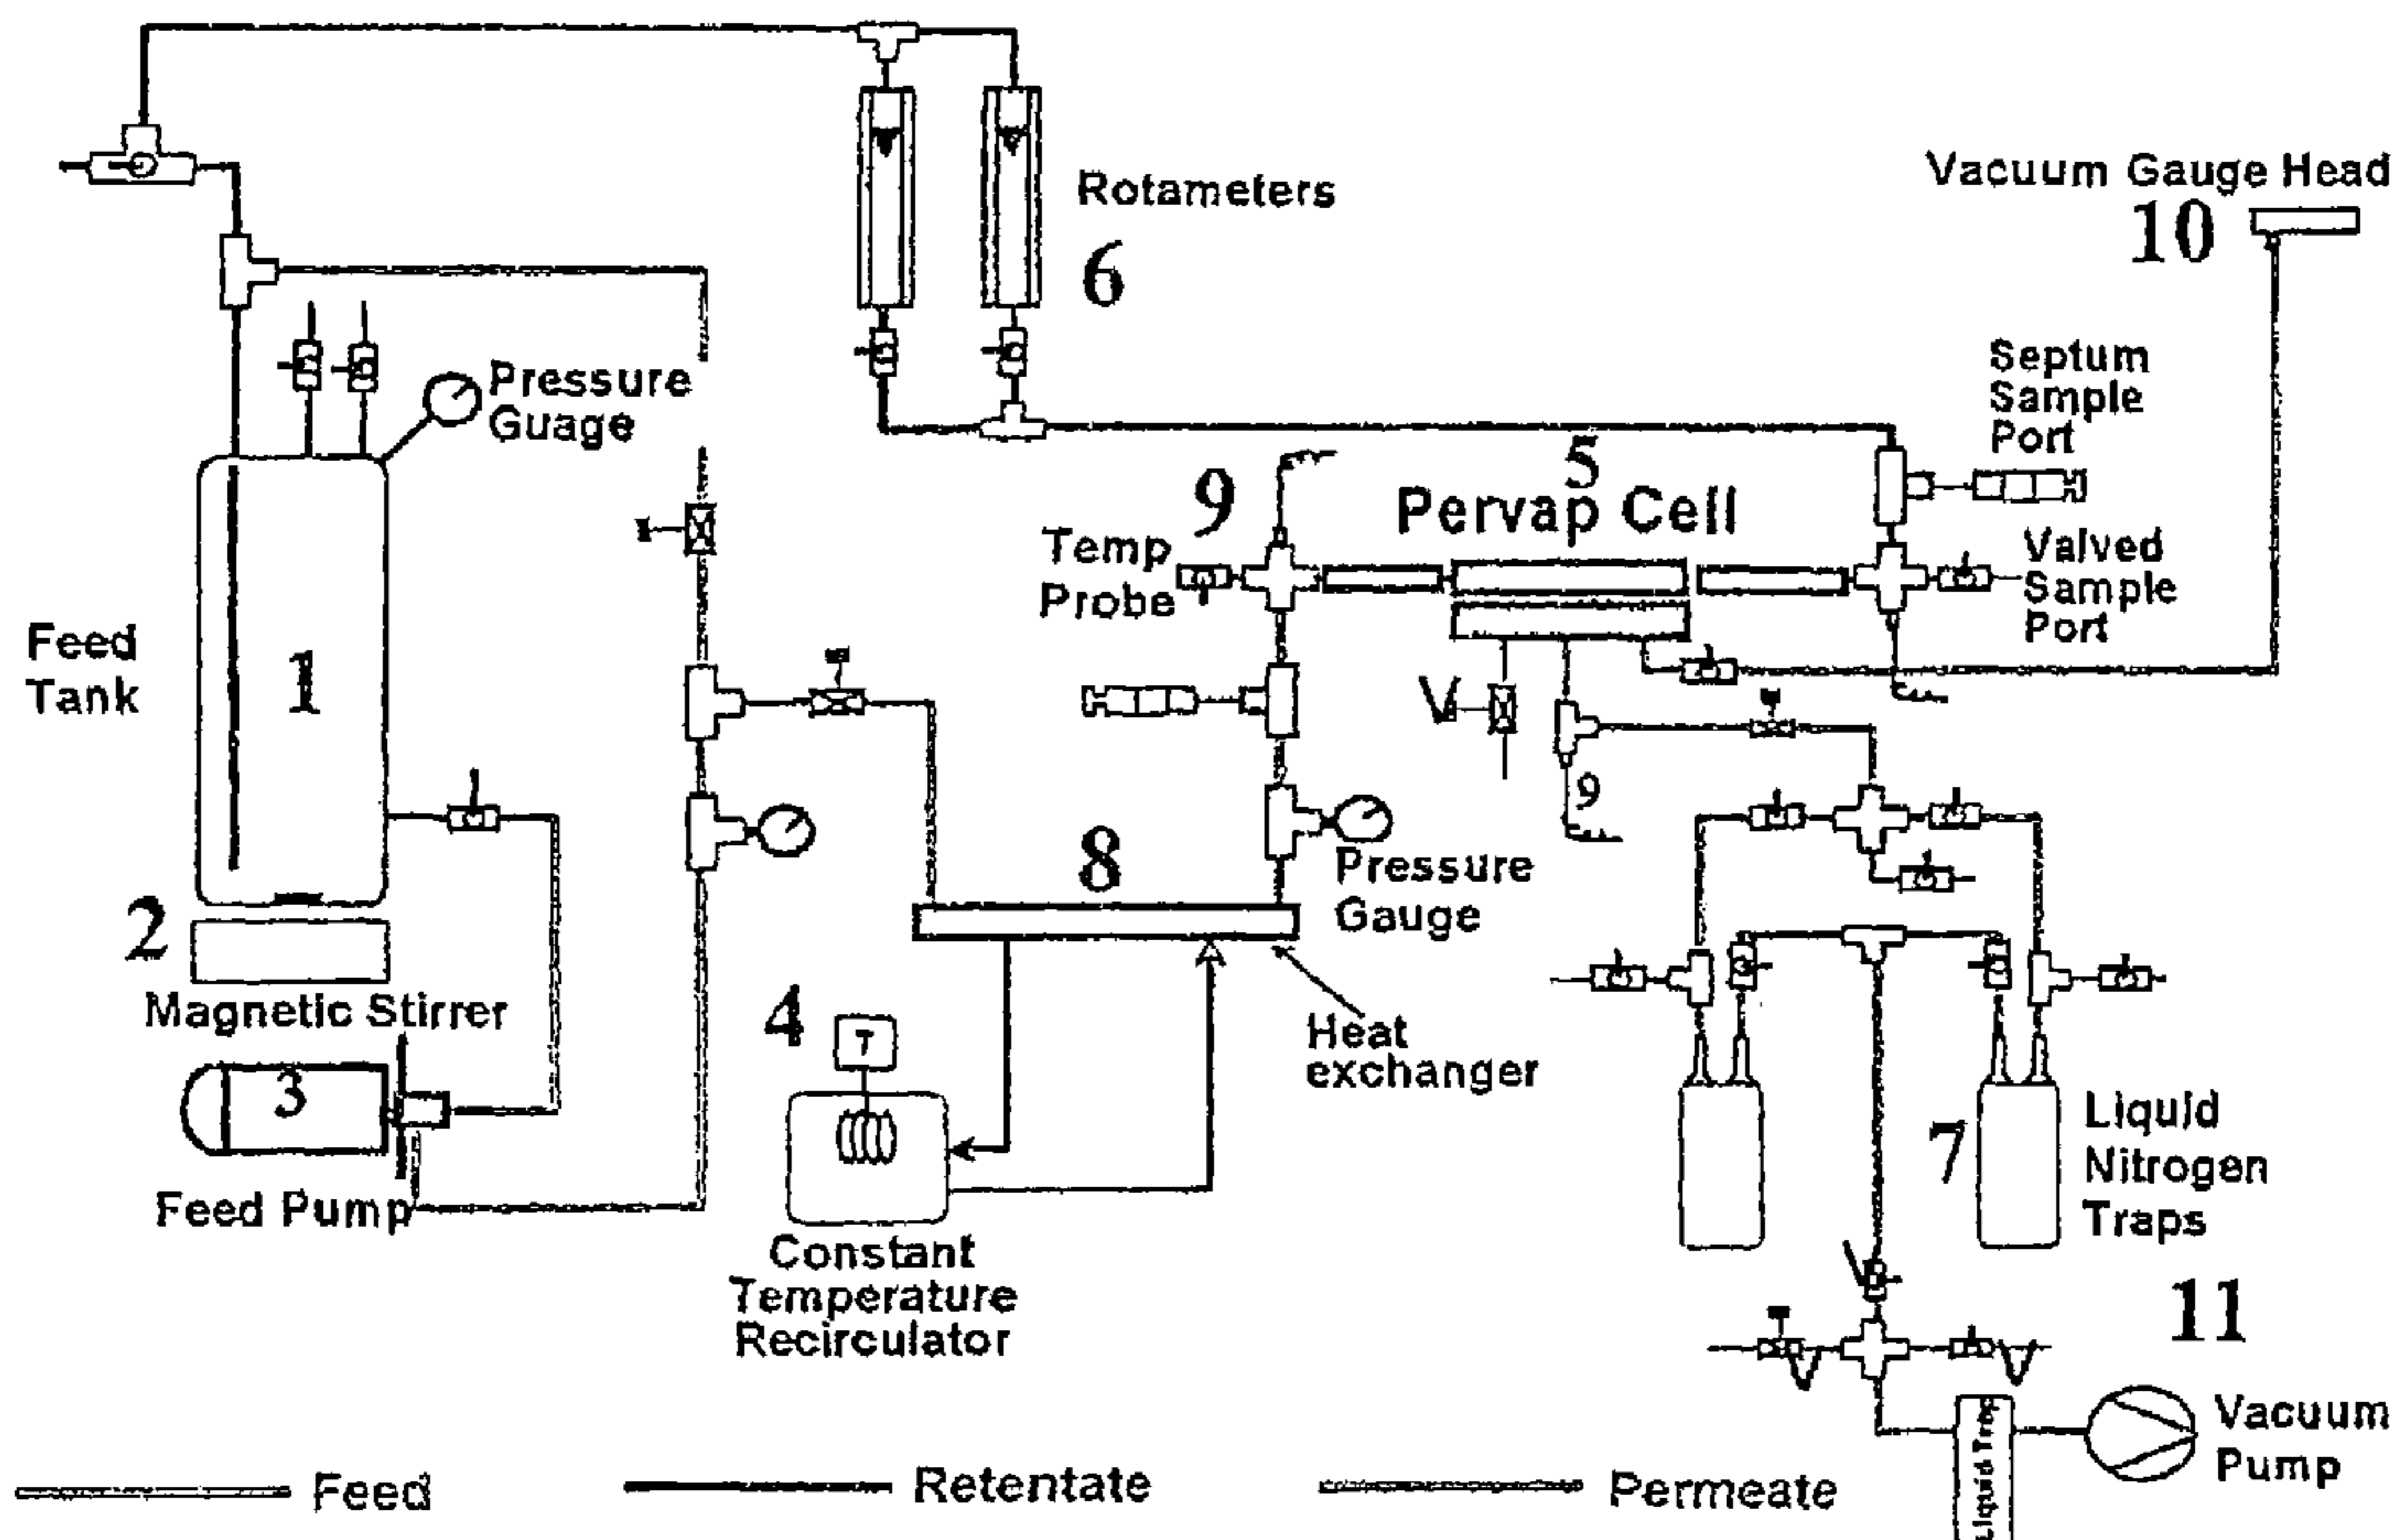 Rotameters
6
Vacuum Gauge Head
10
Pressure
Guage
Septum
Sample
Port
5
Pervap Cell
9
Temp
Probe
Valved
Sample
Port
Feed
Tank
1
9
8
Pressure
Gauge
2
Magnetic Stirrer
4
T
Heat
exchanger
3
Feed Pump
7
Liquid
Nitrogen
Traps
Constant
Temperature
Recirculator
11
Vacuum
Pump
Liquid Trap
Feed
Retentate
Permeate